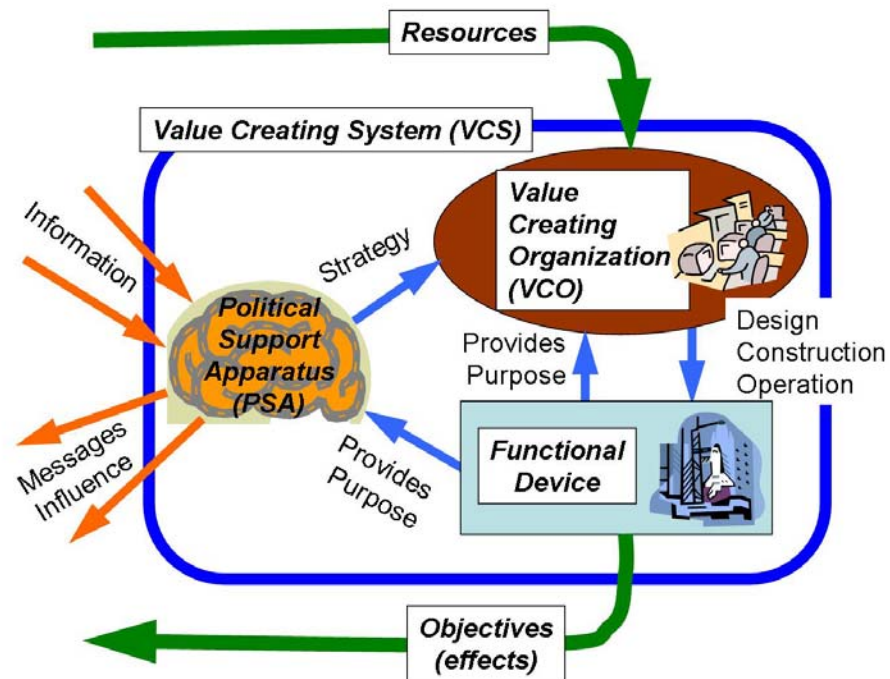 Resources
Value Creating System (VCS)
Value
Creating
Organization
(VCO)
Information
Strategy
Political
Support
Apparatus
(PSA)
Provides
Purpose
Design
Construction
Operation
Messages
Influence
Provides
Purpose
Functional
Device
Objectives
(effects)